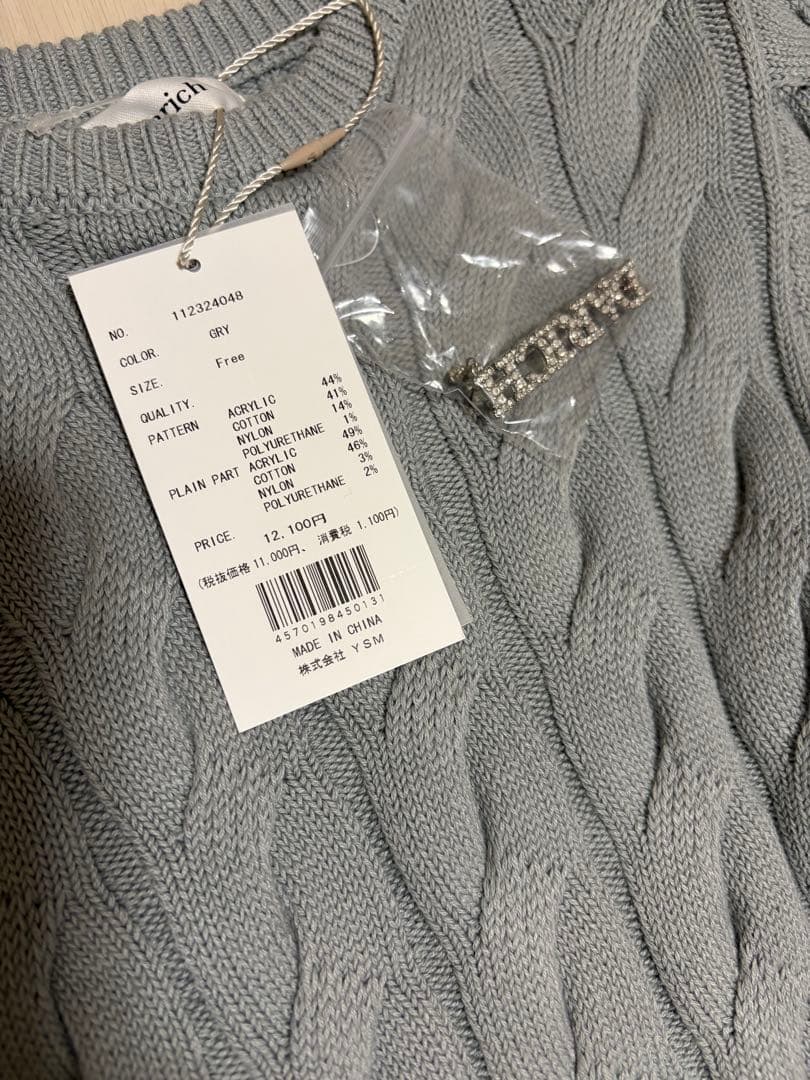 rich
NO. 112324048
COLOR. GRY
SIZE. Free
QUALITY.
PATTERN ACRYLIC 44%
COTTON 41%
NYLON 14%
POLYURETHANE 1%
PLAIN PART ACRYLIC 49%
COTTON 46%
NYLON 3%
POLYURETHANE 2%
PRICE. 12,100円
(税抜価格 11,000円、 消費税 1,100円)
4570198450131
MADE IN CHINA
株式会社 YSM